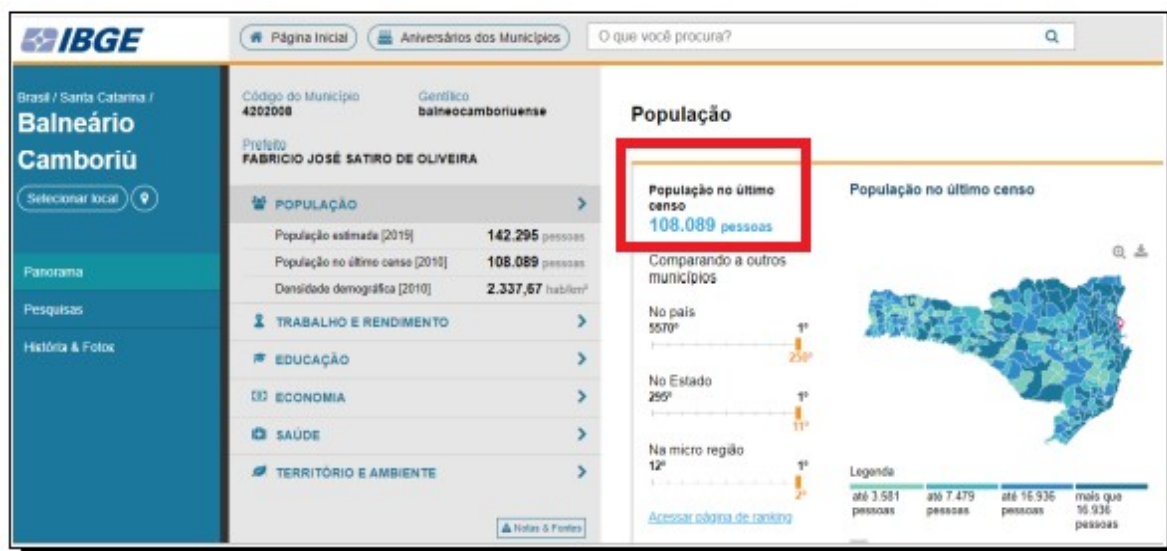 IBGE
Página Inicial
Aniversários dos Municípios
O que você procura?
Brasil / Santa Catarina /
Balneário
Camboriú
Selecionar local
Panorama
Pesquisas
História & Fotos
Código do Município
4202008
Gentílico
balneocamboriuense
Prefeito
FABRICIO JOSÉ SATIRO DE OLIVEIRA
POPULAÇÃO
População estimada [2019] 142.295 pessoas
População no último censo [2010] 108.089 pessoas
Densidade demográfica [2010] 2.337,67 hab/km²
TRABALHO E RENDIMENTO
EDUCAÇÃO
ECONOMIA
SAÚDE
TERRITÓRIO E AMBIENTE
Notas & Fontes
População
População no último
censo
108.089 pessoas
Comparando a outros
municípios
No país
5570º 1º
250º
No Estado
295º 1º
11º
Na micro região
12º 1º
2º
Acessar página de ranking
População no último censo
Legenda
até 3.581
pessoas
até 7.479
pessoas
até 16.936
pessoas
mais que
16.936
pessoas